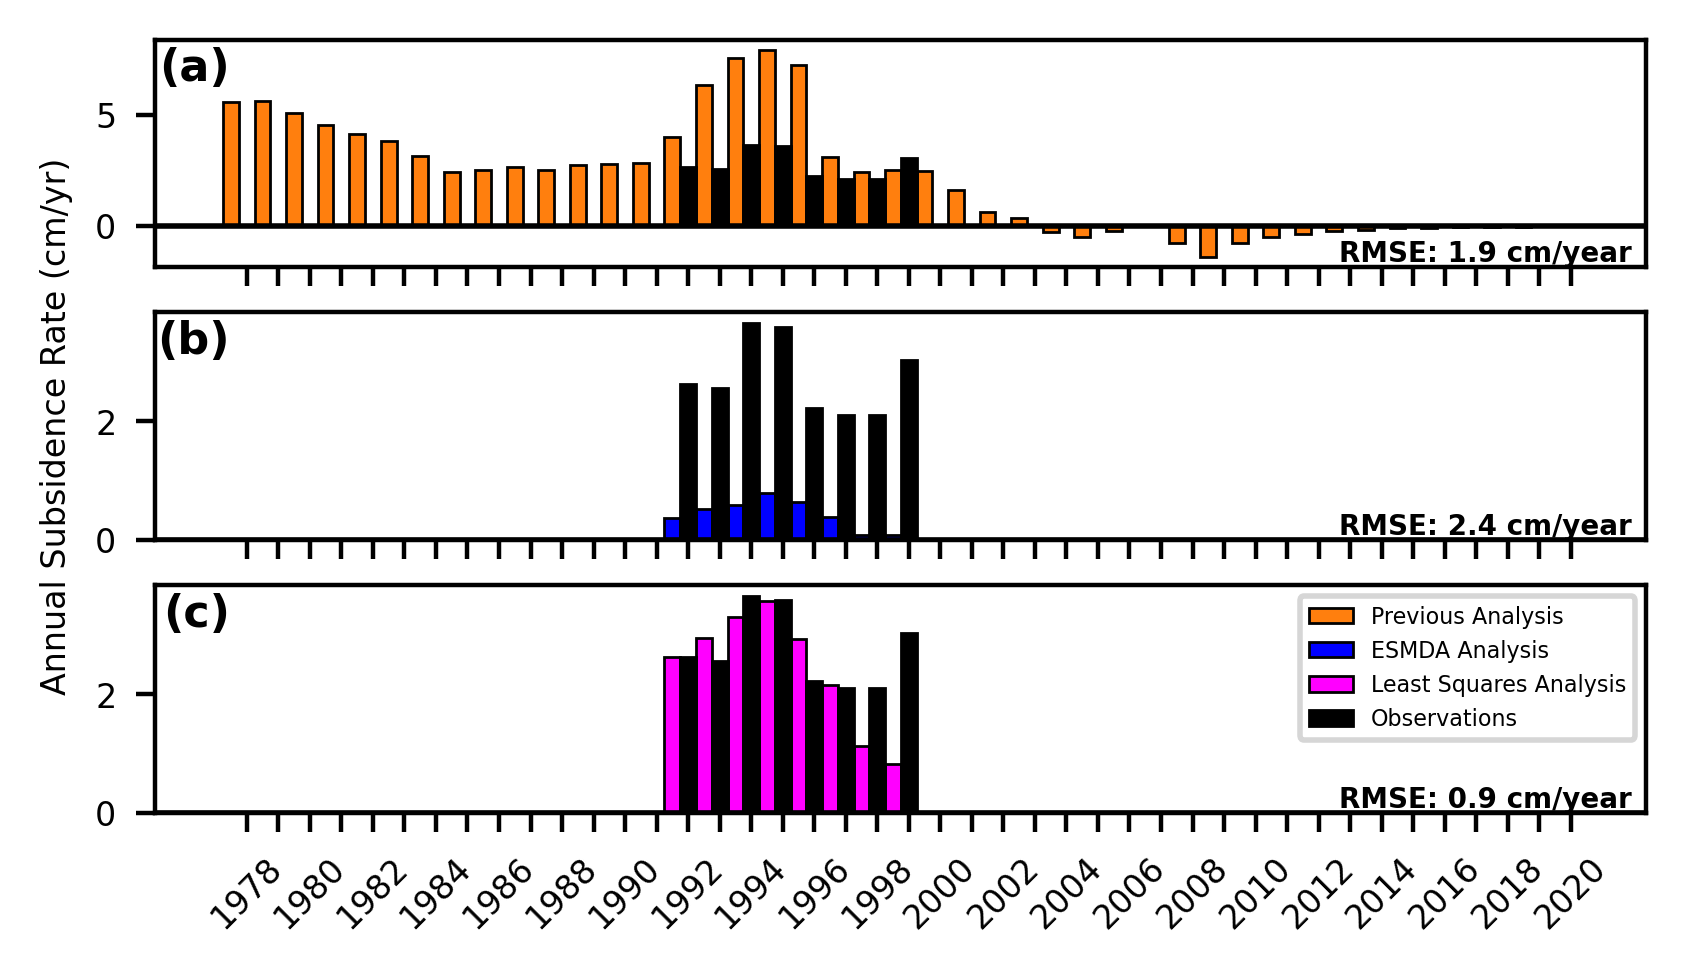 Annual Subsidence Rate (cm/yr)
(a)
5
0
RMSE: 1.9 cm/year
(b)
2
0
RMSE: 2.4 cm/year
(c)
2
0
Previous Analysis
ESMDA Analysis
Least Squares Analysis
Observations
RMSE: 0.9 cm/year
1978 1980 1982 1984 1986 1988 1990 1992 1994 1996 1998 2000 2002 2004 2006 2008 2010 2012 2014 2016 2018 2020